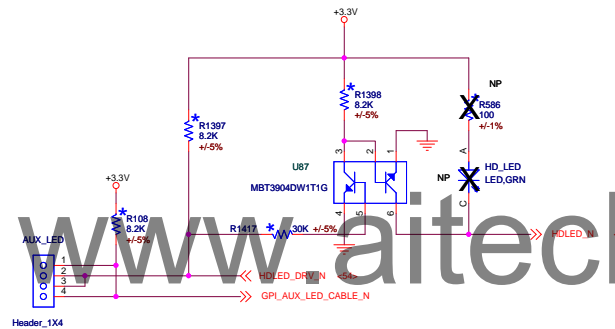 +3.3V
NP
R1398
8.2K
+/-5%
R586
100
+/-1%
R1397
8.2K
+/-5%
3
2
1
U87
MBT3904DW1T1G
A
HD_LED
NP
LED,GRN
C
+3.3V
4
5
6
R108
8.2K
+/-5%
R1417
30K
+/-5%
HDLED_N
AUX_LED
www.aitech
1
2
3
4
HDLED_DRV_N
<54>
GPI_AUX_LED_CABLE_N
Header_1X4